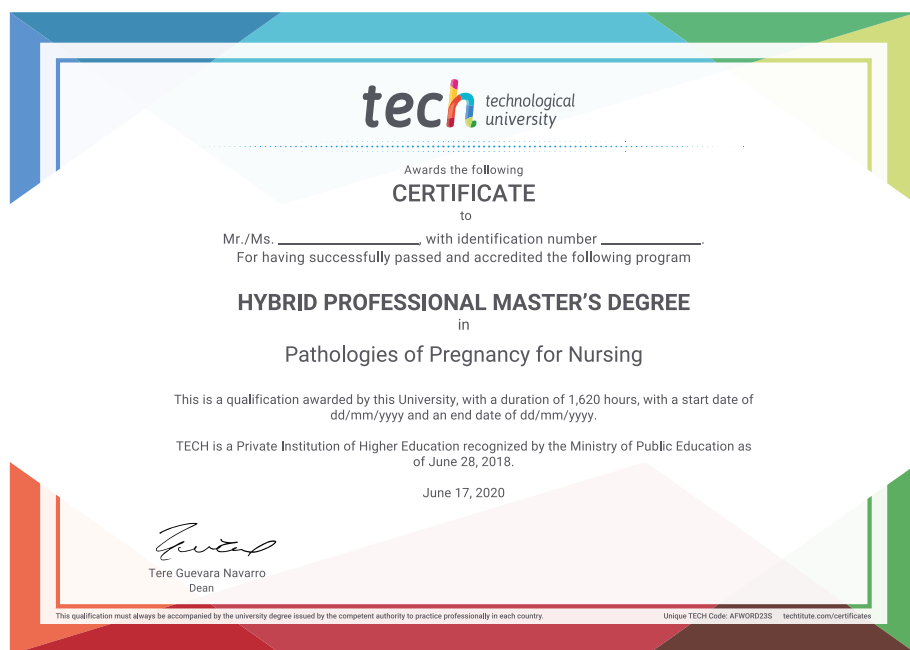 tech technological
university
Awards the following
CERTIFICATE
to
Mr./Ms. ____________________, with identification number ______________.
For having successfully passed and accredited the following program
HYBRID PROFESSIONAL MASTER'S DEGREE
in
Pathologies of Pregnancy for Nursing
This is a qualification awarded by this University, with a duration of 1,620 hours, with a start date of
dd/mm/yyyy and an end date of dd/mm/yyyy.
TECH is a Private Institution of Higher Education recognized by the Ministry of Public Education as
of June 28, 2018.
June 17, 2020
Tere Guevara Navarro
Dean
This qualification must always be accompanied by the university degree issued by the competent authority to practice professionally in each country.
Unique TECH Code: AFWORD23S techtitute.com/certificates